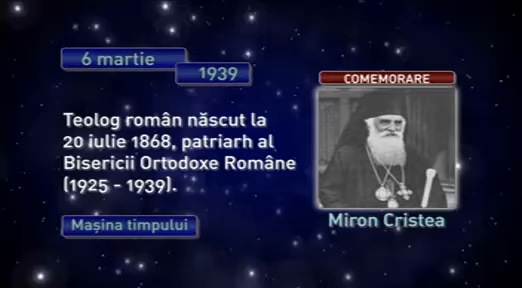 6 martie
1939
COMEMORARE
Teolog român născut la
20 iulie 1868, patriarh al
Bisericii Ortodoxe Române
(1925 - 1939).
Mașina timpului
Miron Cristea